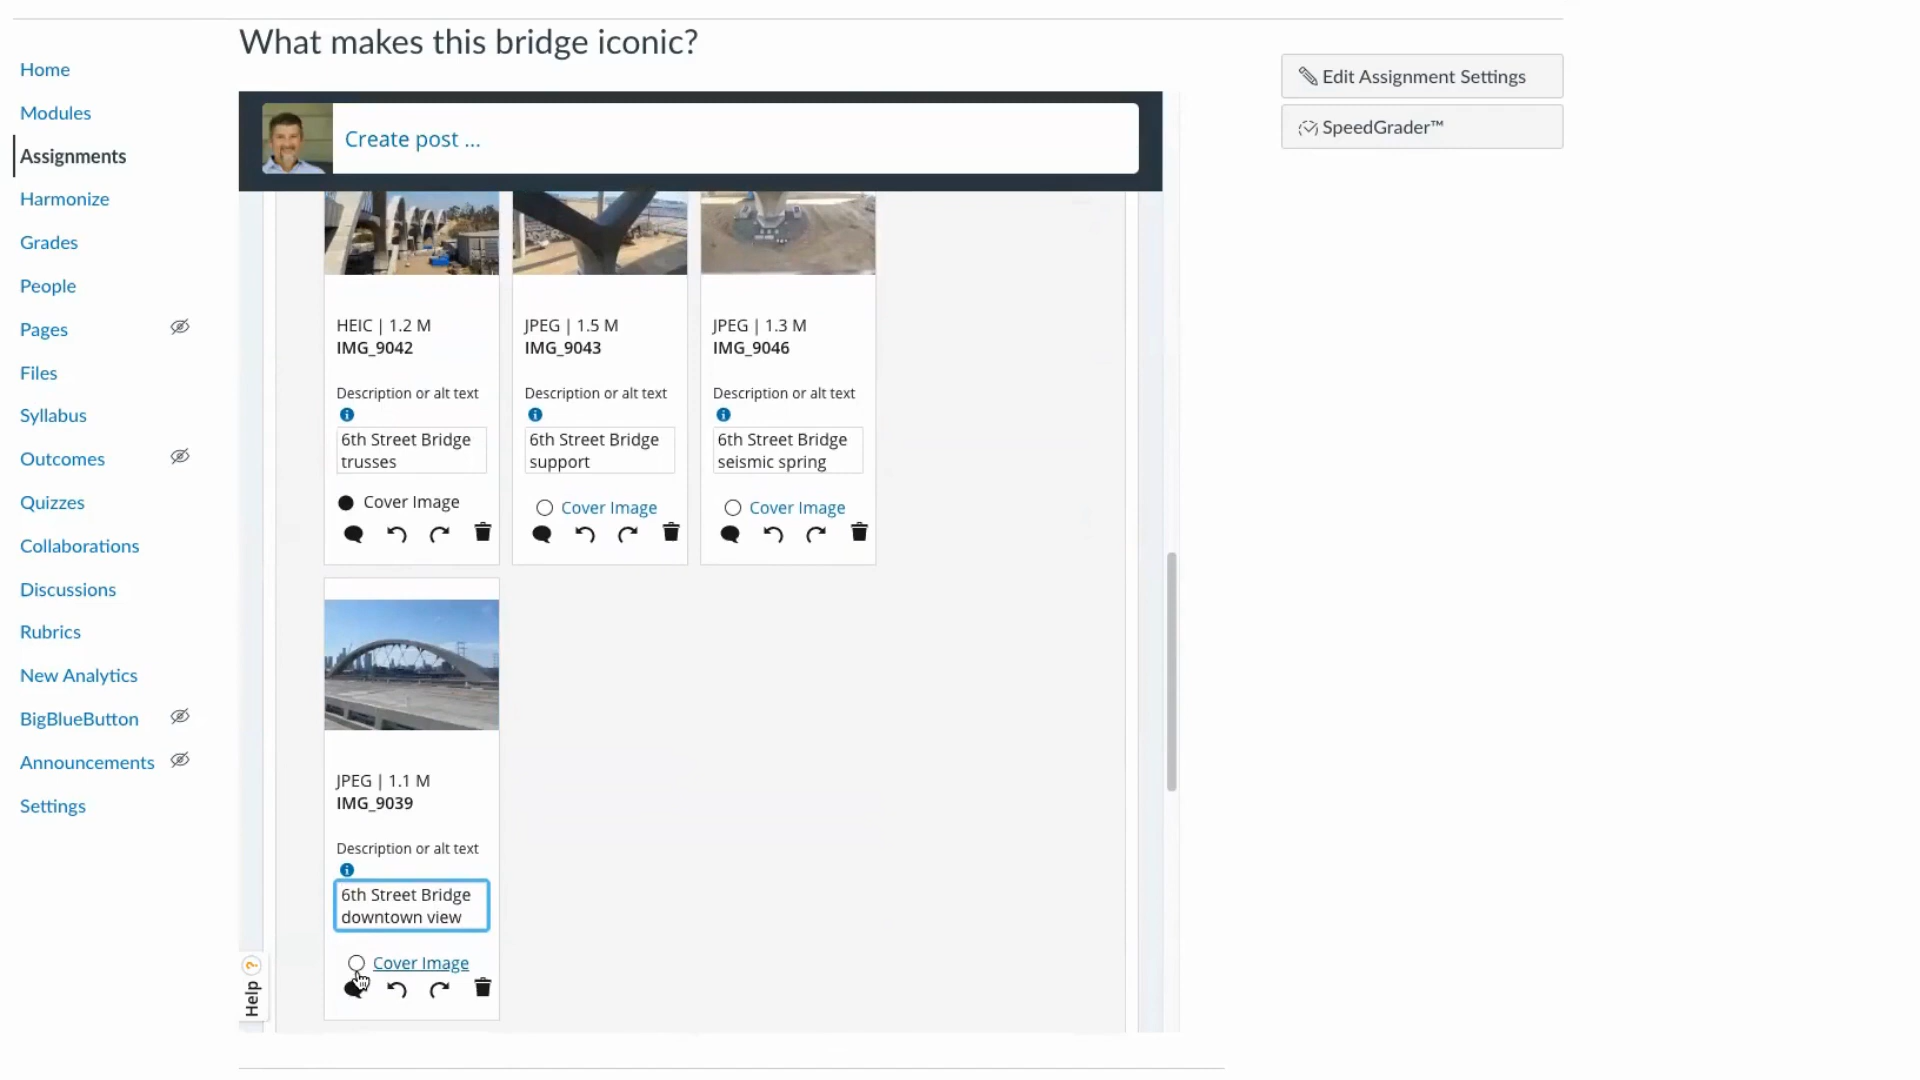 What makes this bridge iconic?
Home
Modules
Assignments
Harmonize
Grades
People
Pages
Files
Syllabus
Outcomes
Quizzes
Collaborations
Discussions
Rubrics
New Analytics
BigBlueButton
Announcements
Settings
Create post ...
Edit Assignment Settings
SpeedGrader™
HEIC | 1.2 M
IMG_9042
Description or alt text
6th Street Bridge
trusses
Cover Image
JPEG | 1.5 M
IMG_9043
Description or alt text
6th Street Bridge
support
Cover Image
JPEG | 1.3 M
IMG_9046
Description or alt text
6th Street Bridge
seismic spring
Cover Image
JPEG | 1.1 M
IMG_9039
Description or alt text
6th Street Bridge
downtown view
Cover Image
Help ?